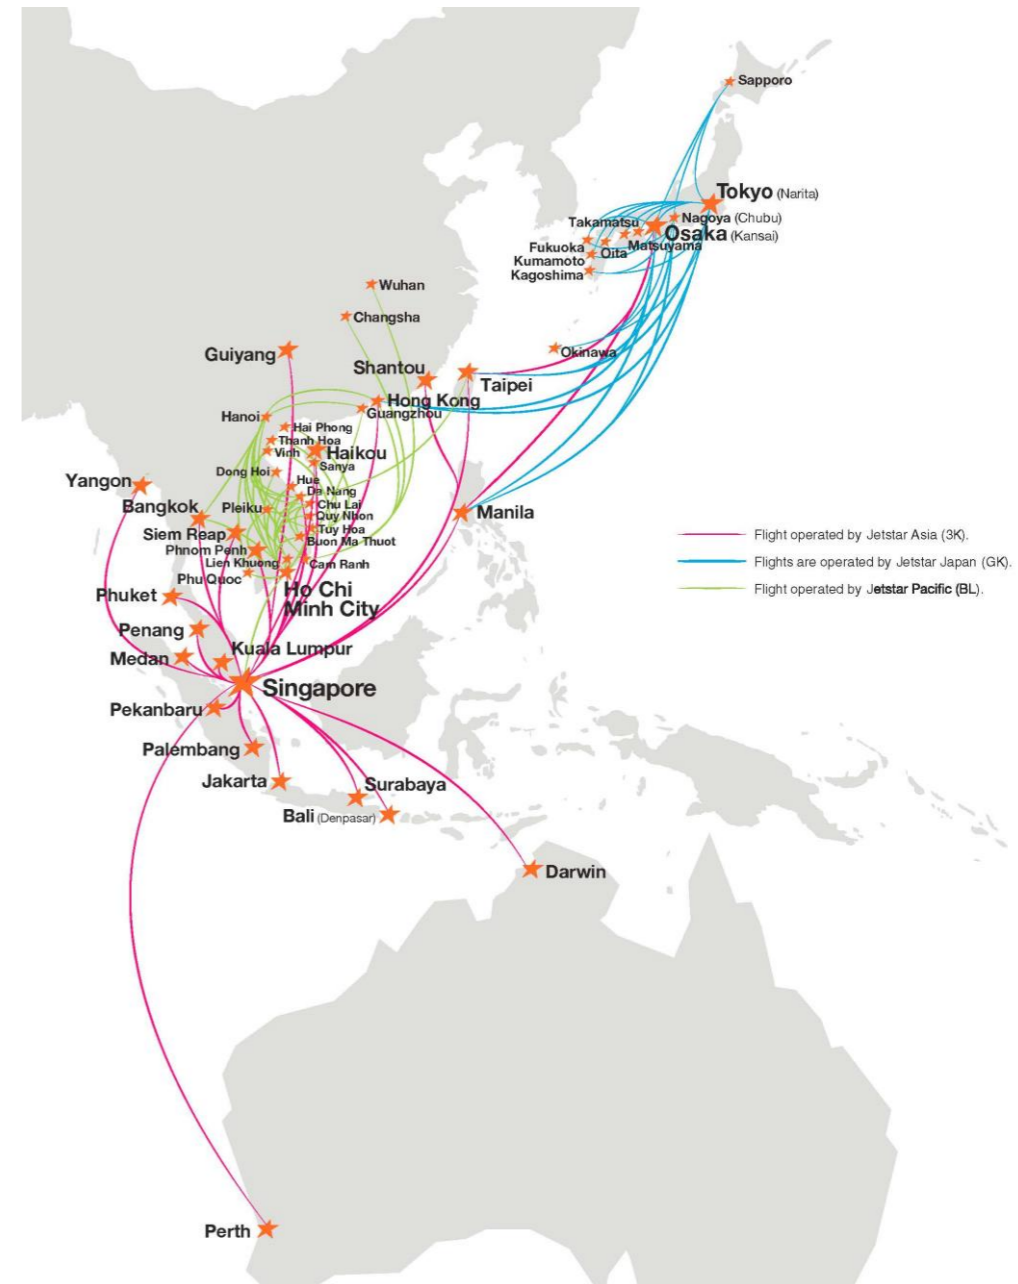 Sapporo
Tokyo (Narita)
Nagoya (Chubu)
Takamatsu
Osaka (Kansai)
Matsuyama
Fukuoka
Oita
Kumamoto
Kagoshima
Wuhan
Changsha
Guiyang
Okinawa
Shantou
Taipei
Hong Kong
Guangzhou
Hanoi
Hai Phong
Thanh Hoa
Vinh
Haikou
Sanya
Dong Hoi
Yangon
Hue
Da Nang
Bangkok
Pleiku
Chu Lai
Quy Nhon
Manila
Siem Reap
Tuy Hoa
Buon Ma Thuot
Phnom Penh
Lien Khuong
Cam Ranh
Phu Quoc
Ho Chi
Minh City
Phuket
Penang
Kuala Lumpur
Medan
Singapore
Pekanbaru
Palembang
Jakarta
Surabaya
Bali (Denpasar)
Darwin
Perth
Flight operated by Jetstar Asia (3K).
Flights are operated by Jetstar Japan (GK).
Flight operated by Jetstar Pacific (BL).